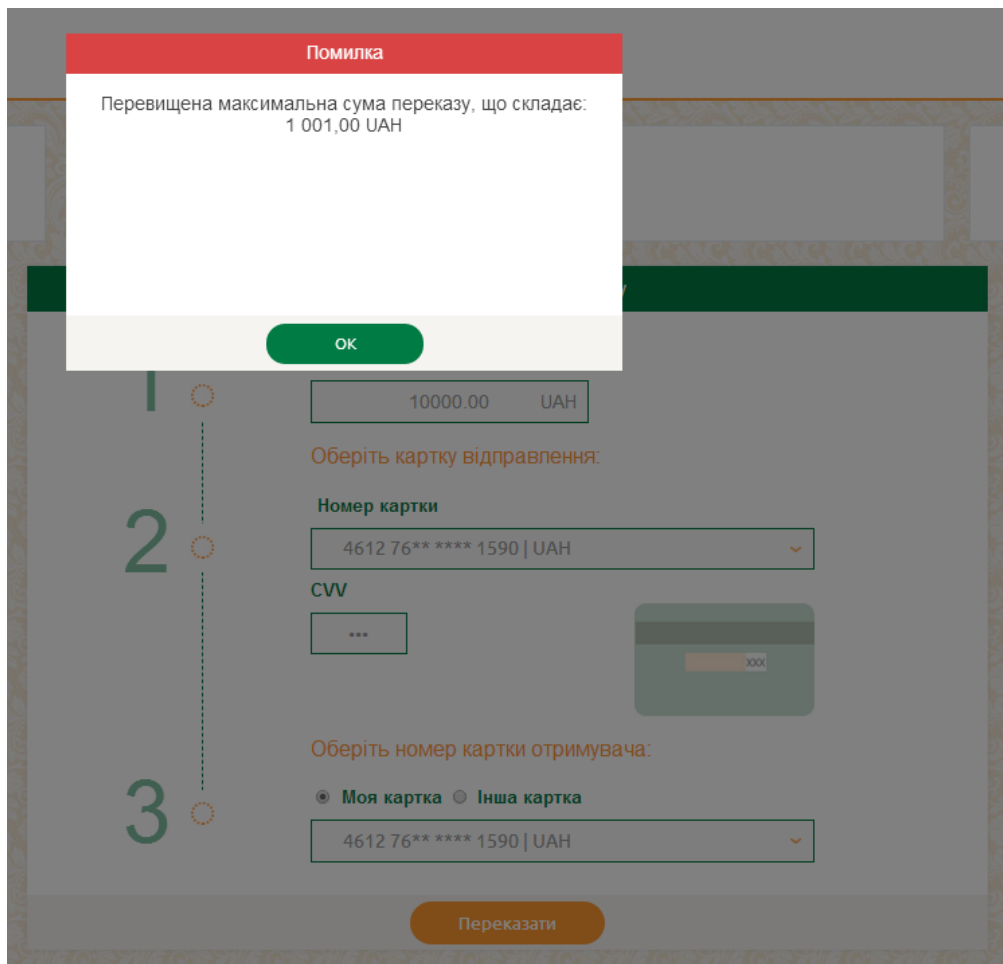 Помилка
Перевищена максимальна сума переказу, що складає:
1 001,00 UAH
ОК
1
10000.00 UAH
Оберіть картку відправлення:
2
Номер картки
4612 76** **** 1590 | UAH
CVV
•••
xxx
Оберіть номер картки отримувача:
3
Моя картка Інша картка
4612 76** **** 1590 | UAH
Переказати